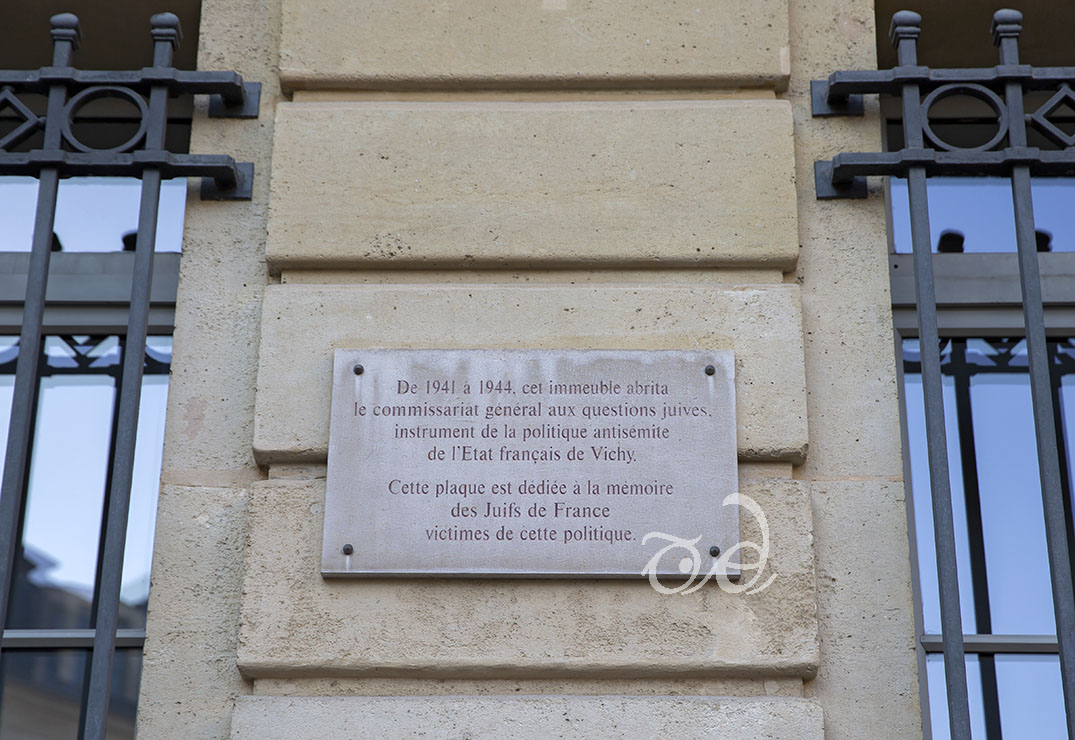 De 1941 à 1944, cet immeuble abrita
le commissariat général aux questions juives,
instrument de la politique antisémite
de l'Etat français de Vichy.
Cette plaque est dédiée à la mémoire
des Juifs de France
victimes de cette politique.